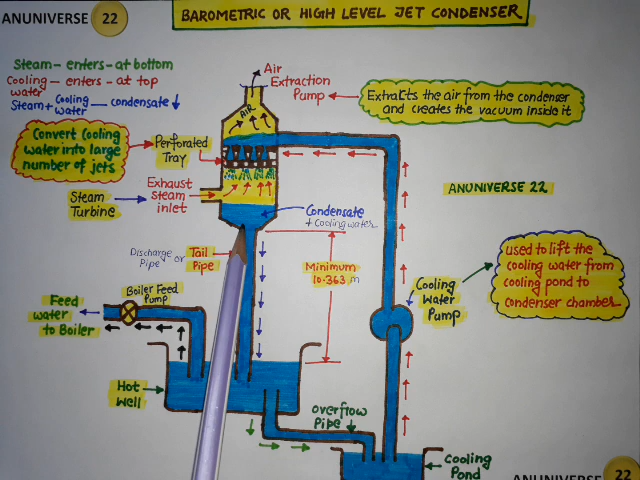 ANUNIVERSE 22
BAROMETRIC OR HIGH LEVEL JET CONDENSER
Steam - enters - at bottom
Cooling water - enters - at top
Steam + Cooling water — condensate ↓
Air
Extraction
Pump
Extracts the air from the condenser
and creates the vacuum inside it
AIR
Convert Cooling
water into large
number of jets
Perforated
Tray
Steam
Turbine
Exhaust
steam
inlet
ANUNIVERSE 22
Condensate
+ Cooling water
Discharge
Pipe or
Tail
Pipe
Minimum
10.363 m
used to lift the
cooling water from
cooling pond to
condenser chamber
Cooling
Water
Pump
Boiler Feed
Pump
Feed
water
to Boiler
Hot
Well
overflow
Pipe
Cooling
Pond
ANUNIVERSE 22